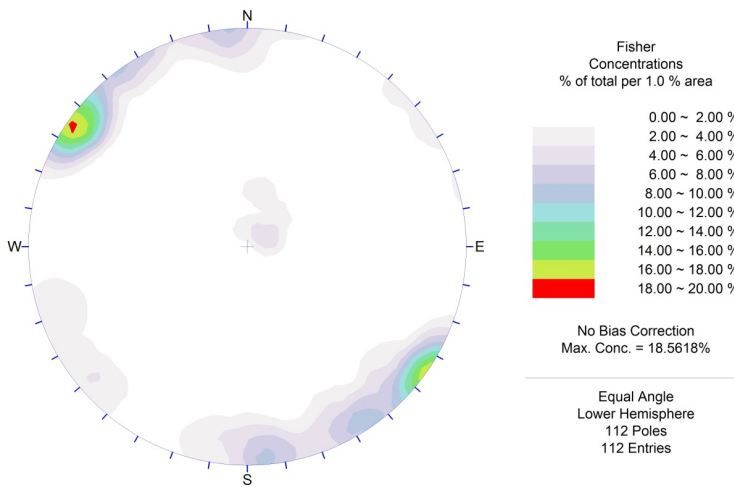 N
W
E
S
Fisher
Concentrations
% of total per 1.0 % area
0.00 ~ 2.00 %
2.00 ~ 4.00 %
4.00 ~ 6.00 %
6.00 ~ 8.00 %
8.00 ~ 10.00 %
10.00 ~ 12.00 %
12.00 ~ 14.00 %
14.00 ~ 16.00 %
16.00 ~ 18.00 %
18.00 ~ 20.00 %
No Bias Correction
Max. Conc. = 18.5618%
Equal Angle
Lower Hemisphere
112 Poles
112 Entries